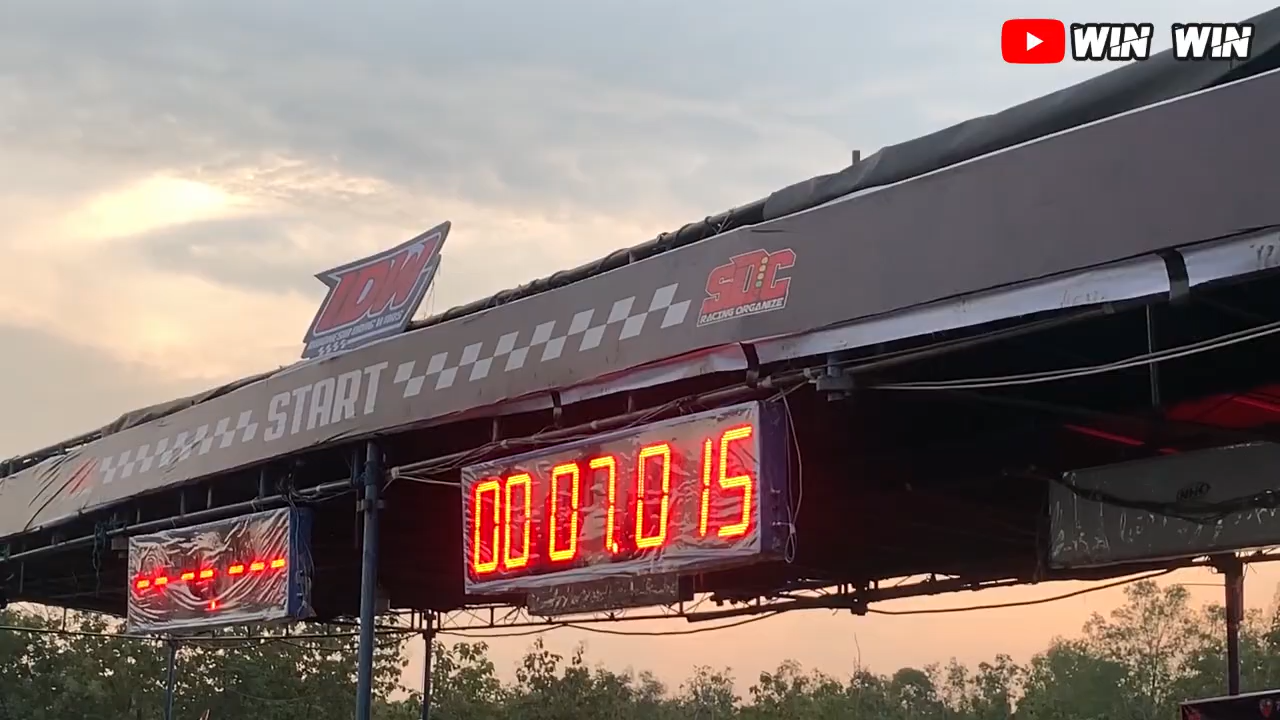 WIN WIN
IDW
SDC
RACING ORGANIZE
START
00 07.015
--.--.---